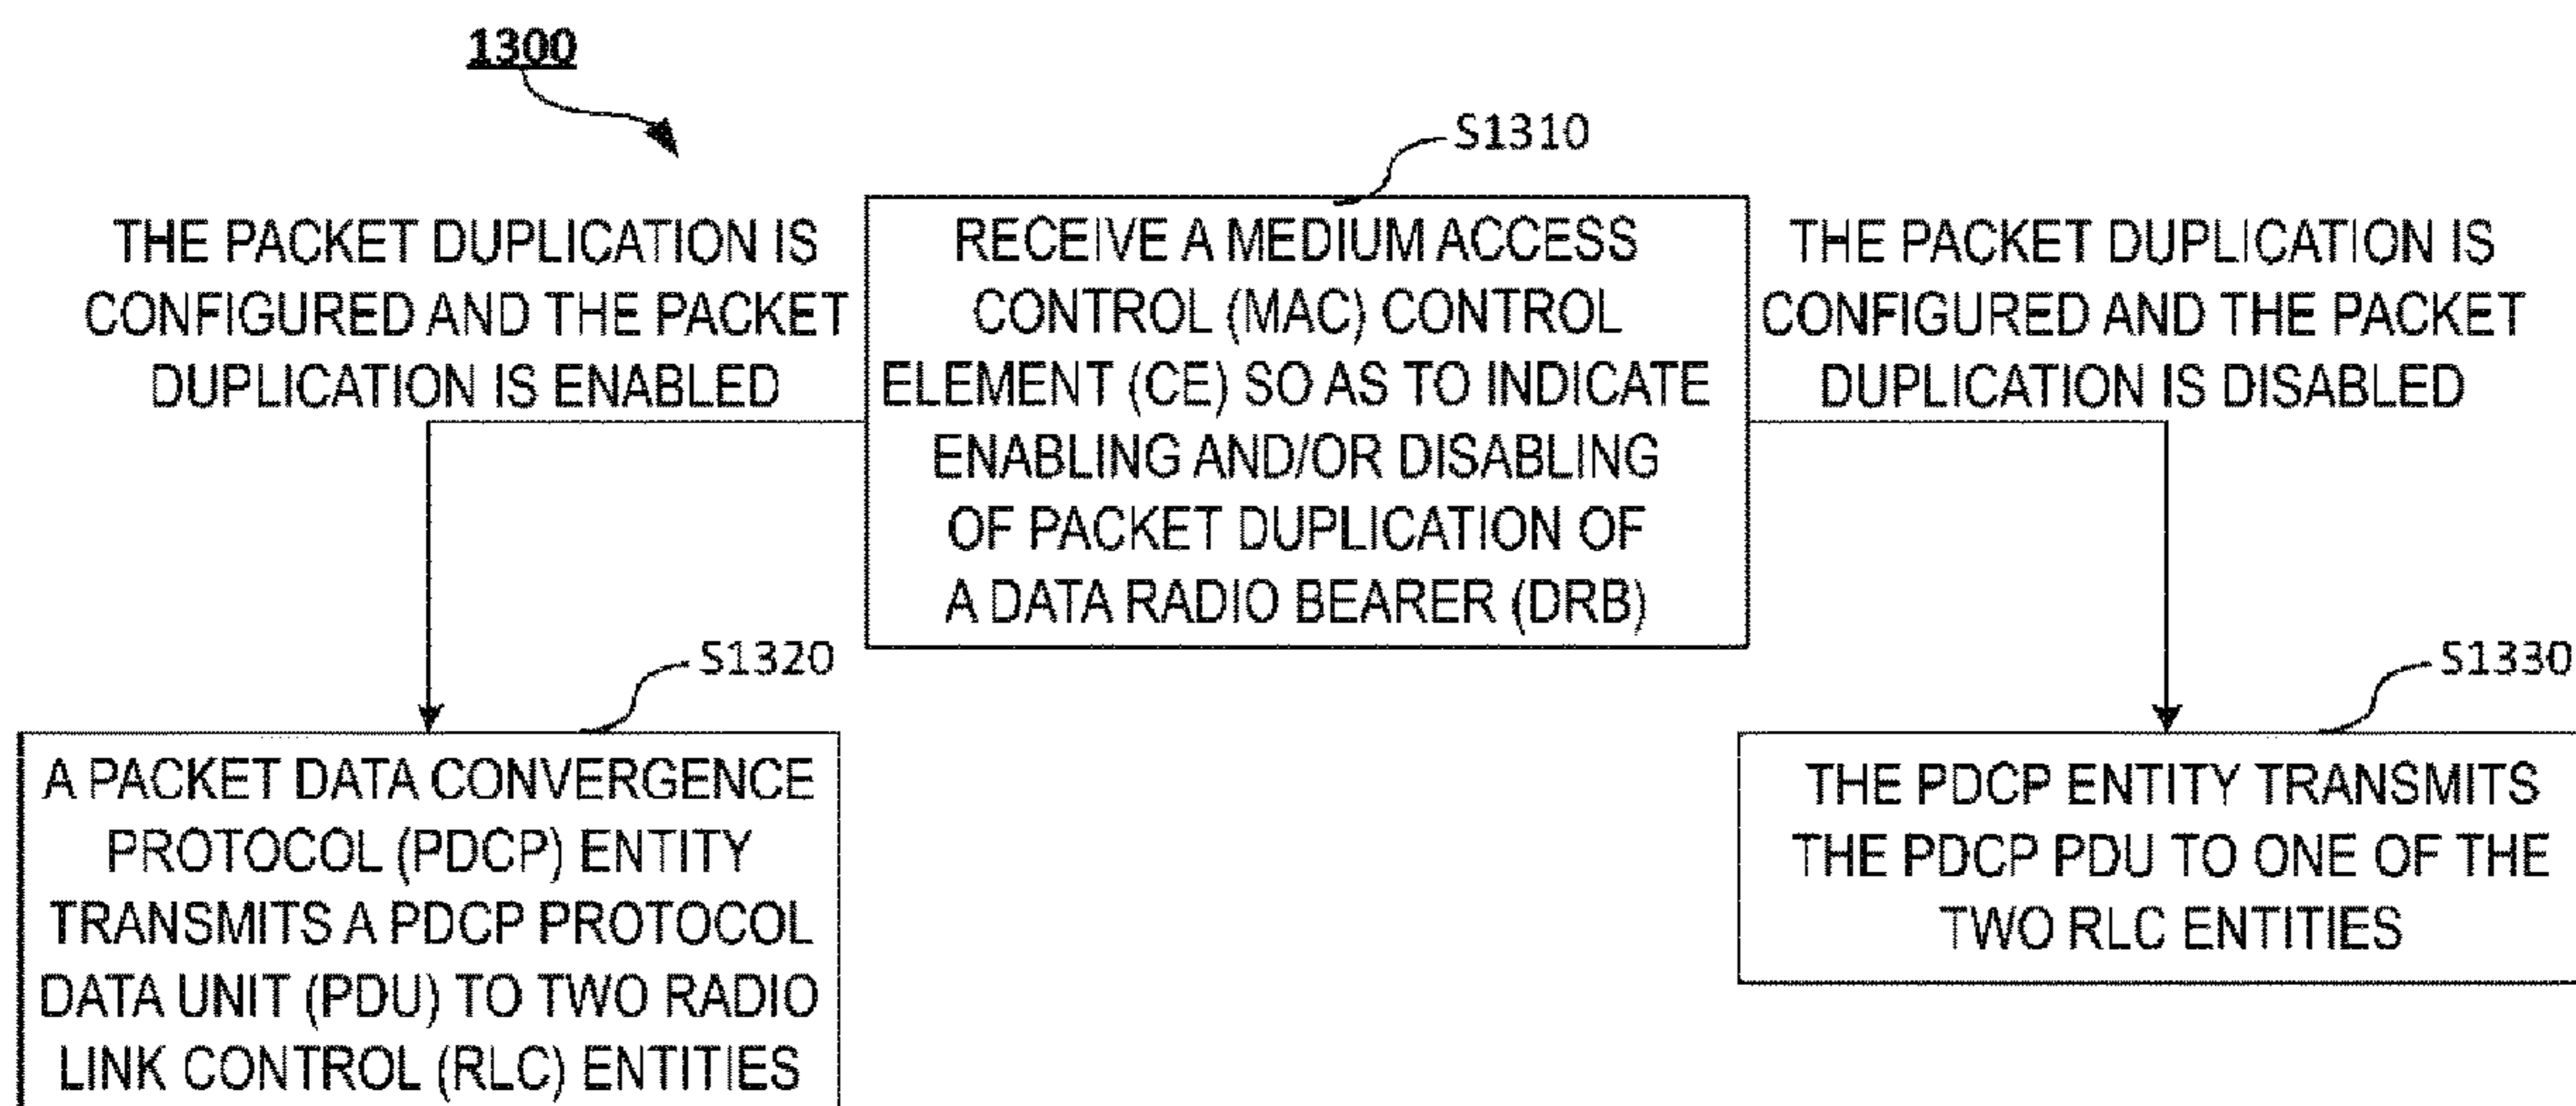 1300
S1310
THE PACKET DUPLICATION IS
CONFIGURED AND THE PACKET
DUPLICATION IS ENABLED
RECEIVE A MEDIUM ACCESS
CONTROL (MAC) CONTROL
ELEMENT (CE) SO AS TO INDICATE
ENABLING AND/OR DISABLING
OF PACKET DUPLICATION OF
A DATA RADIO BEARER (DRB)
THE PACKET DUPLICATION IS
CONFIGURED AND THE PACKET
DUPLICATION IS DISABLED
S1320
A PACKET DATA CONVERGENCE
PROTOCOL (PDCP) ENTITY
TRANSMITS A PDCP PROTOCOL
DATA UNIT (PDU) TO TWO RADIO
LINK CONTROL (RLC) ENTITIES
S1330
THE PDCP ENTITY TRANSMITS
THE PDCP PDU TO ONE OF THE
TWO RLC ENTITIES